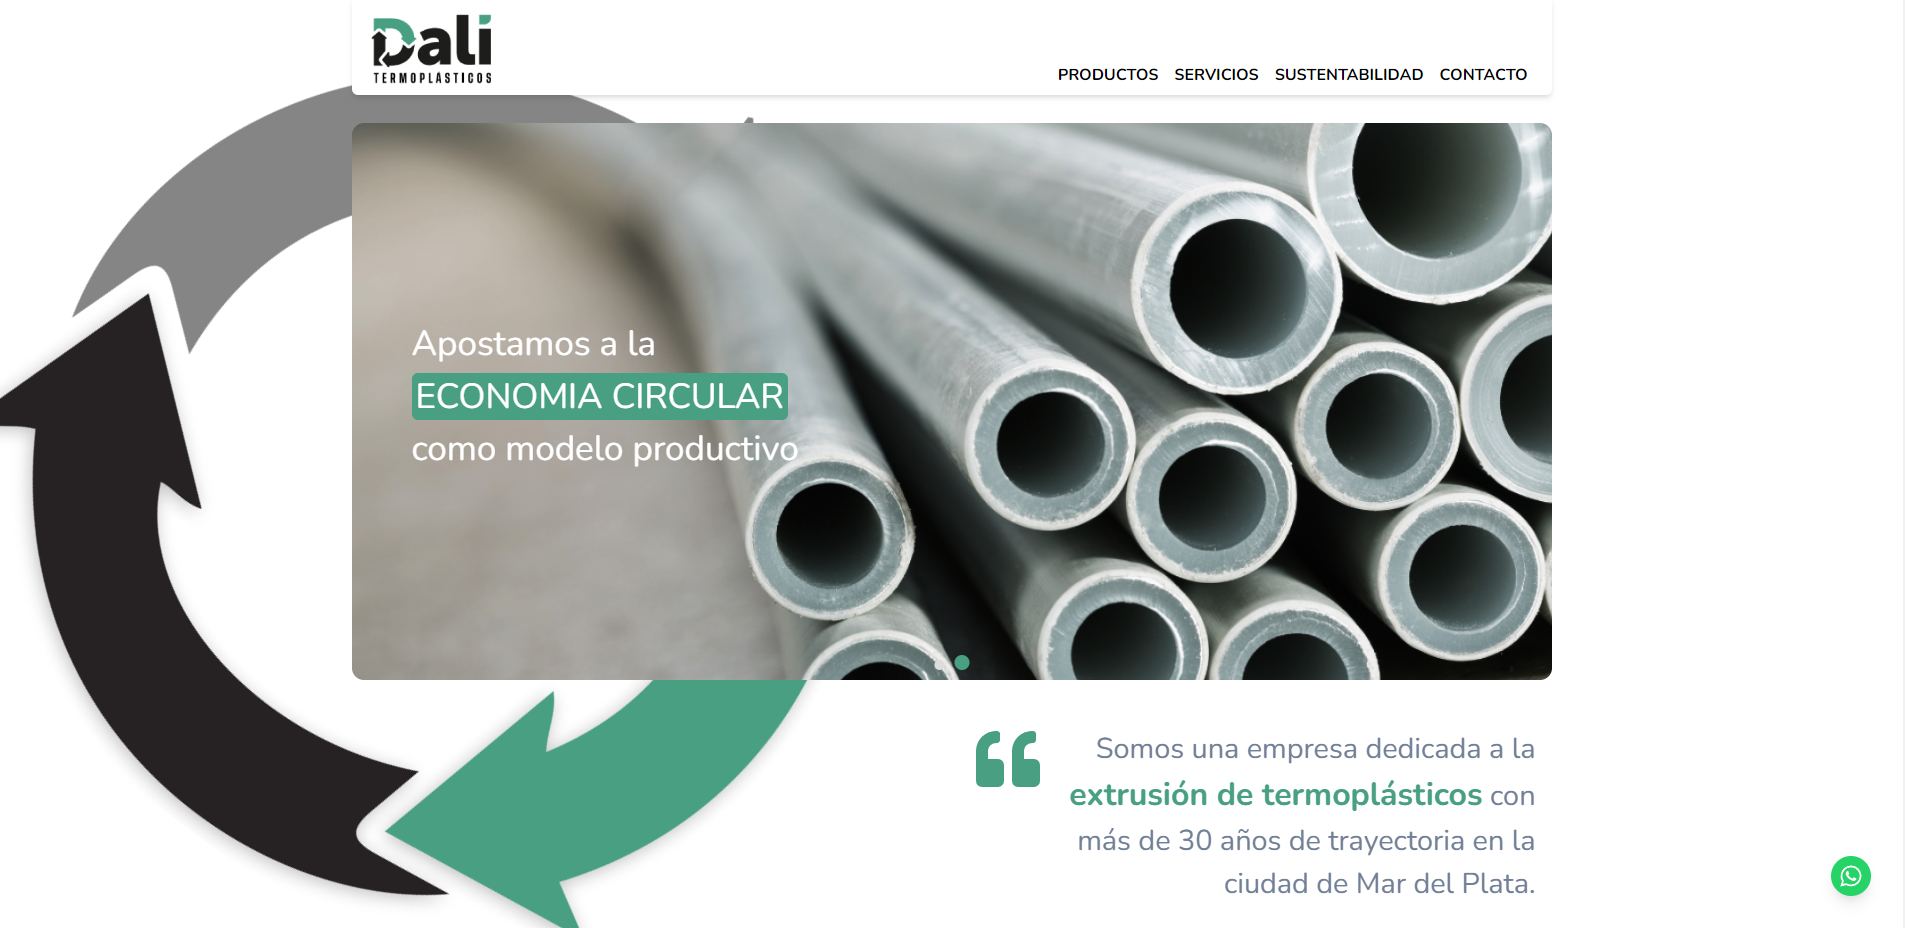 Dali
TERMOPLASTICOS
PRODUCTOS SERVICIOS SUSTENTABILIDAD CONTACTO
Apostamos a la
ECONOMIA CIRCULAR
como modelo productivo
Somos una empresa dedicada a la
extrusión de termoplásticos con
más de 30 años de trayectoria en la
ciudad de Mar del Plata.